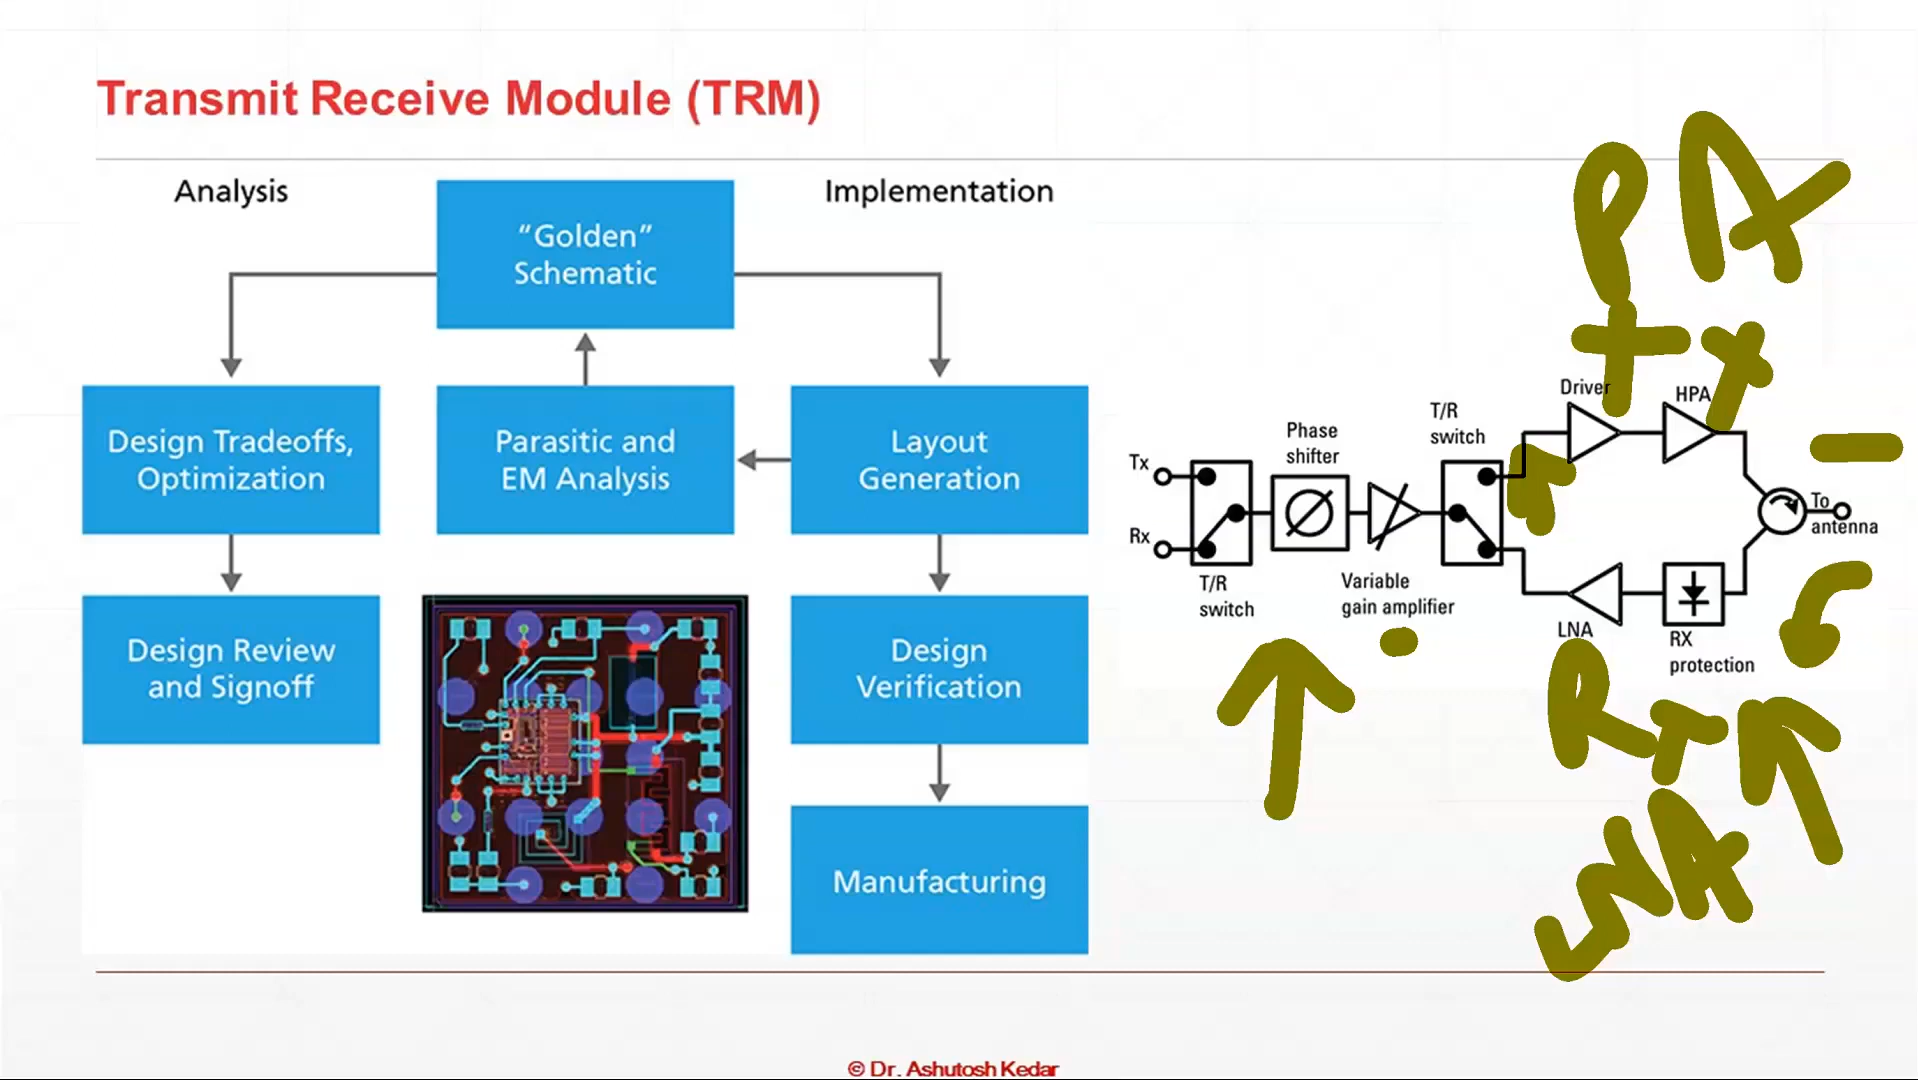 Transmit Receive Module (TRM)
Analysis
"Golden"
Schematic
Implementation
Design Tradeoffs,
Optimization
Parasitic and
EM Analysis
Layout
Generation
Design Review
and Signoff
Design
Verification
Manufacturing
PA
Driver
HPA
T/R
switch
Phase
shifter
Tx
Rx
To
antenna
T/R
switch
Variable
gain amplifier
LNA
RX
protection
LNA
© Dr. Ashutosh Kedar